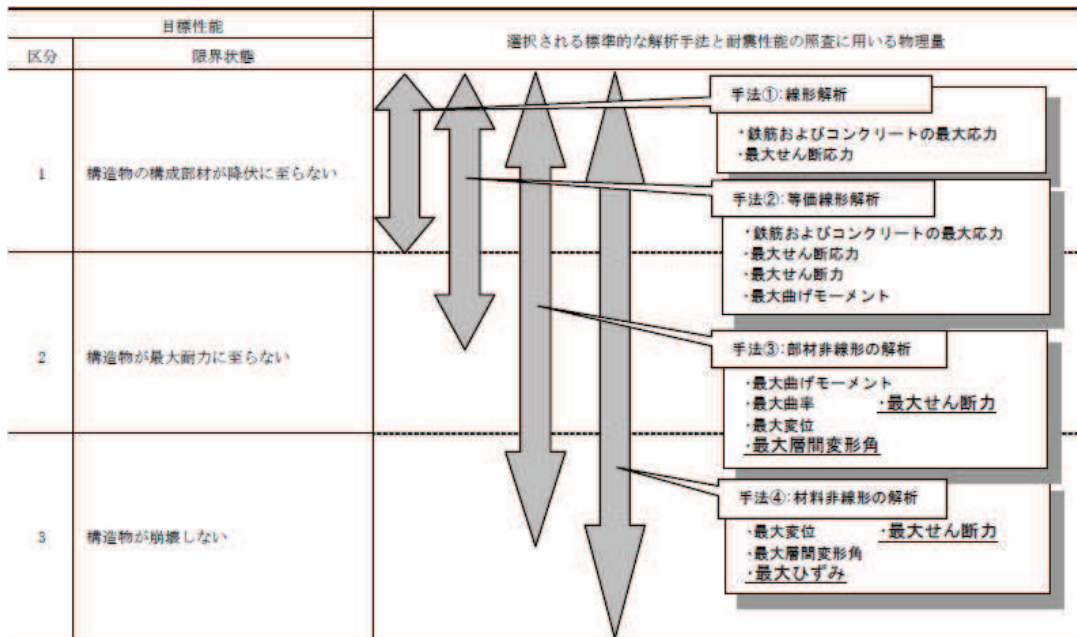 目標性能
選択される標準的な解析手法と耐震性能の照査に用いる物理量
区分
限界状態
1
構造物の構成部材が降伏に至らない
2
構造物が最大耐力に至らない
3
構造物が崩壊しない
手法①:線形解析
・鉄筋およびコンクリートの最大応力
・最大せん断応力
手法②:等価線形解析
・鉄筋およびコンクリートの最大応力
・最大せん断応力
・最大せん断力
・最大曲げモーメント
手法③:部材非線形の解析
・最大曲げモーメント
・最大曲率 ・最大せん断力
・最大変位
・最大層間変形角
手法④:材料非線形の解析
・最大変位 ・最大せん断力
・最大層間変形角
・最大ひずみ